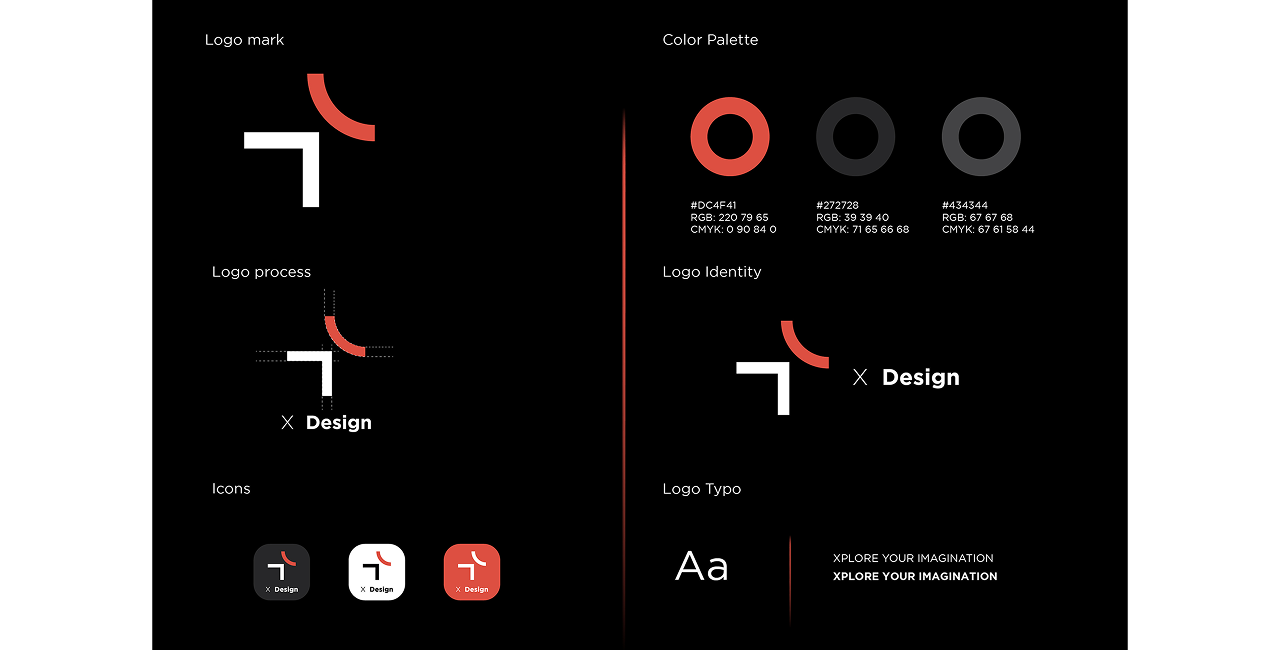 Logo mark
Logo process
X Design
Icons
X Design
X Design
X Design
Color Palette
#DC4F41
RGB: 220 79 65
CMYK: 0 90 84 0
#272728
RGB: 39 39 40
CMYK: 71 65 66 68
#434344
RGB: 67 67 68
CMYK: 67 61 58 44
Logo Identity
X Design
Logo Typo
Aa
XPLORE YOUR IMAGINATION
XPLORE YOUR IMAGINATION